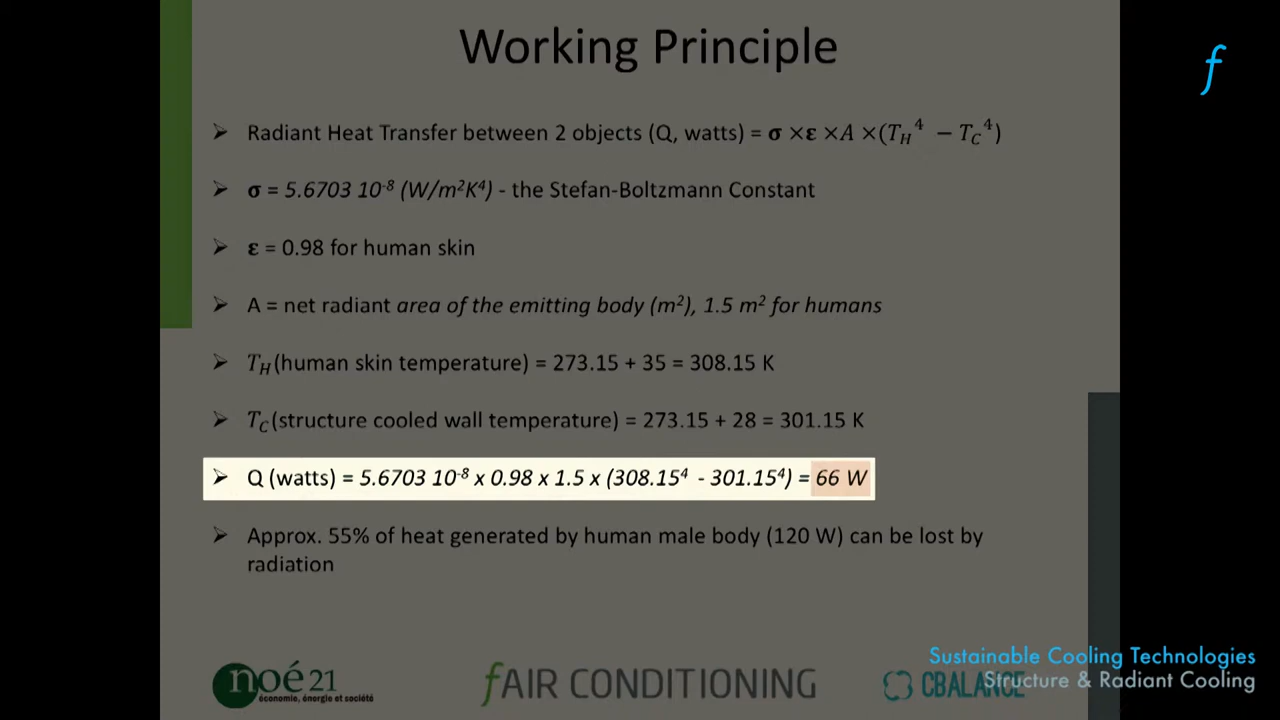 Working Principle
f
➢ Radiant Heat Transfer between 2 objects (Q, watts) = σ ×ε ×A ×(T_H⁴ − T_C⁴)
➢ σ = 5.6703 10⁻⁸ (W/m²K⁴) - the Stefan-Boltzmann Constant
➢ ε = 0.98 for human skin
➢ A = net radiant area of the emitting body (m²), 1.5 m² for humans
➢ T_H(human skin temperature) = 273.15 + 35 = 308.15 K
➢ T_C(structure cooled wall temperature) = 273.15 + 28 = 301.15 K
➢ Q (watts) = 5.6703 10⁻⁸ x 0.98 x 1.5 x (308.15⁴ - 301.15⁴) = 66 W
➢ Approx. 55% of heat generated by human male body (120 W) can be lost by
radiation
Sustainable Cooling Technologies
Structure & Radiant Cooling
noé21
économie, énergie et société
fAIR CONDITIONING
CBALANCE